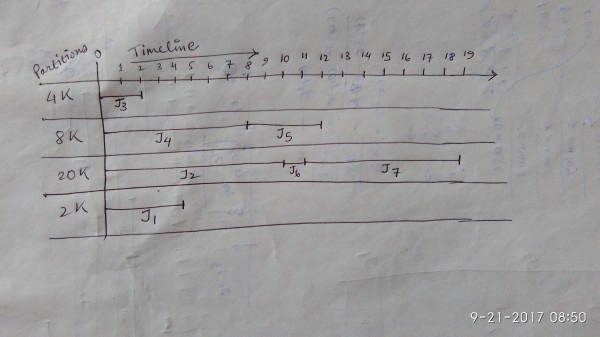 Timeline
Partitions 0 1 2 3 4 5 6 7 8 9 10 11 12 13 14 15 16 17 18 19
4K J3
8K J4 J5
20K J2 J6 J7
2K J1
9-21-2017 08:50